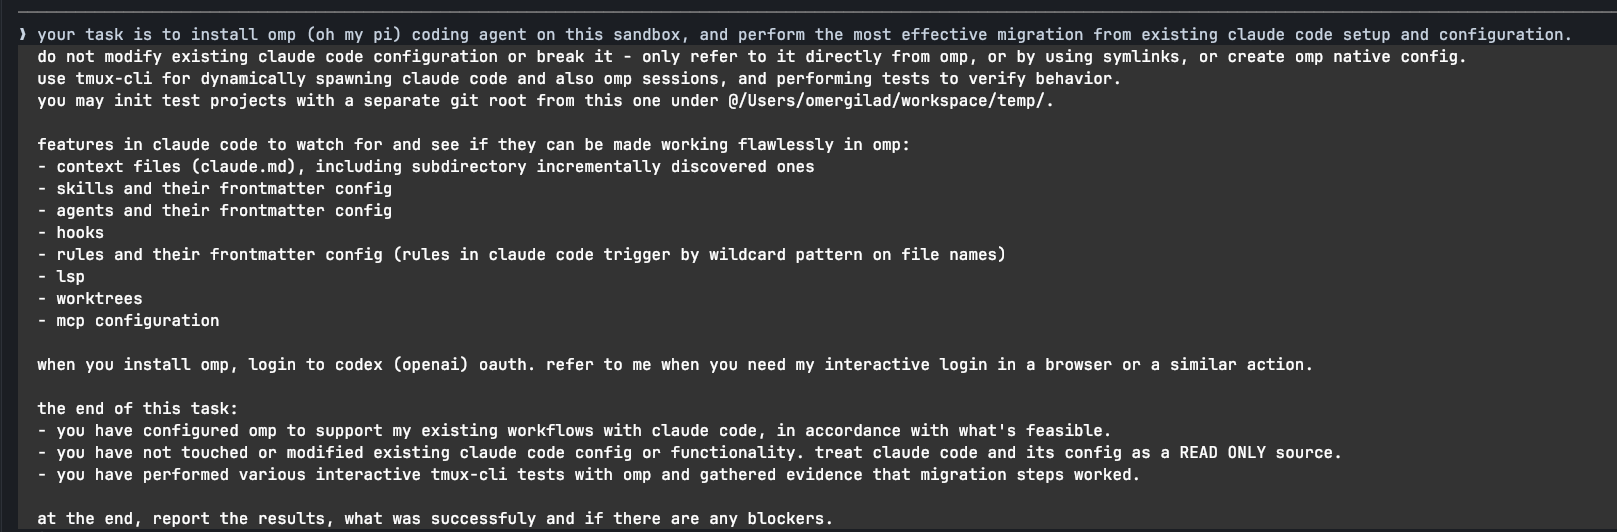 ❯ your task is to install omp (oh my pi) coding agent on this sandbox, and perform the most effective migration from existing claude code setup and configuration.
do not modify existing claude code configuration or break it - only refer to it directly from omp, or by using symlinks, or create omp native config.
use tmux-cli for dynamically spawning claude code and also omp sessions, and performing tests to verify behavior.
you may init test projects with a separate git root from this one under @/Users/omergilad/workspace/temp/.

features in claude code to watch for and see if they can be made working flawlessly in omp:
- context files (claude.md), including subdirectory incrementally discovered ones
- skills and their frontmatter config
- agents and their frontmatter config
- hooks
- rules and their frontmatter config (rules in claude code trigger by wildcard pattern on file names)
- lsp
- worktrees
- mcp configuration

when you install omp, login to codex (openai) oauth. refer to me when you need my interactive login in a browser or a similar action.

the end of this task:
- you have configured omp to support my existing workflows with claude code, in accordance with what's feasible.
- you have not touched or modified existing claude code config or functionality. treat claude code and its config as a READ ONLY source.
- you have performed various interactive tmux-cli tests with omp and gathered evidence that migration steps worked.

at the end, report the results, what was successfuly and if there are any blockers.